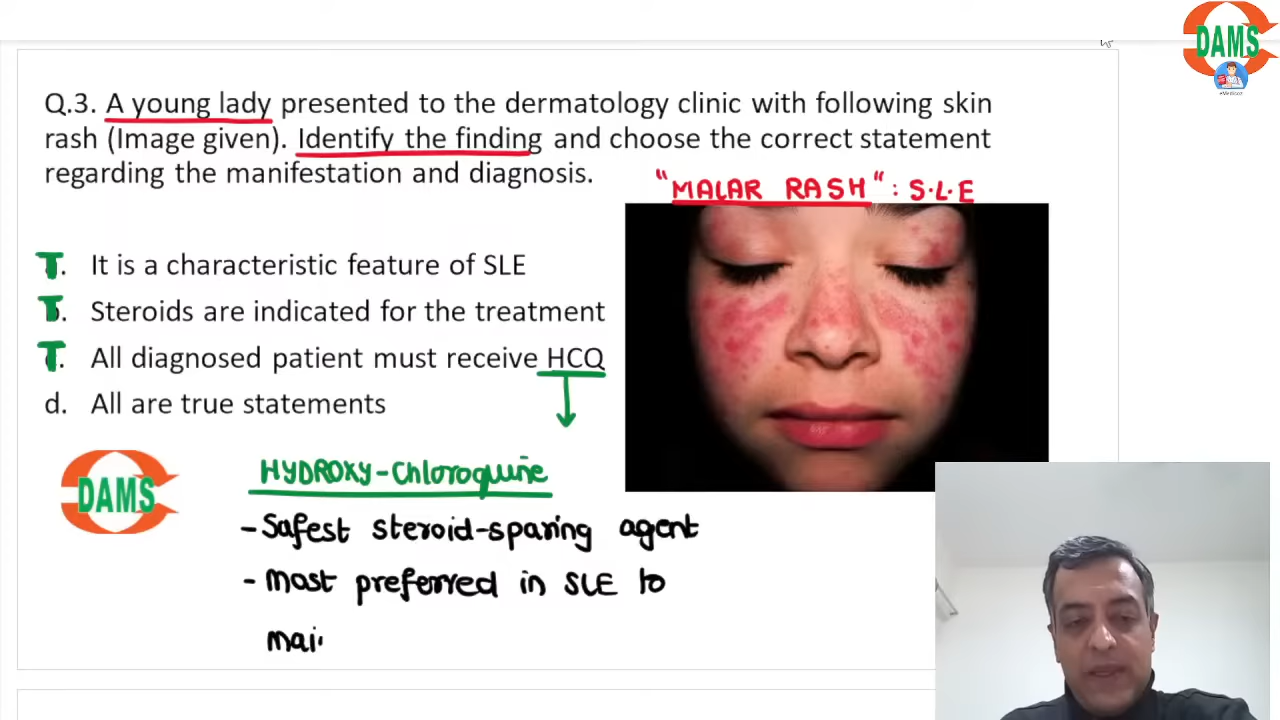 DAMS
eMedicoz
Q.3. A young lady presented to the dermatology clinic with following skin
rash (Image given). Identify the finding and choose the correct statement
regarding the manifestation and diagnosis.
"MALAR RASH" : S.L.E
T. It is a characteristic feature of SLE
T. Steroids are indicated for the treatment
T. All diagnosed patient must receive HCQ
d. All are true statements
DAMS
HYDROXY-Chloroquine
- Safest steroid-sparing agent
- most preferred in SLE to
mai